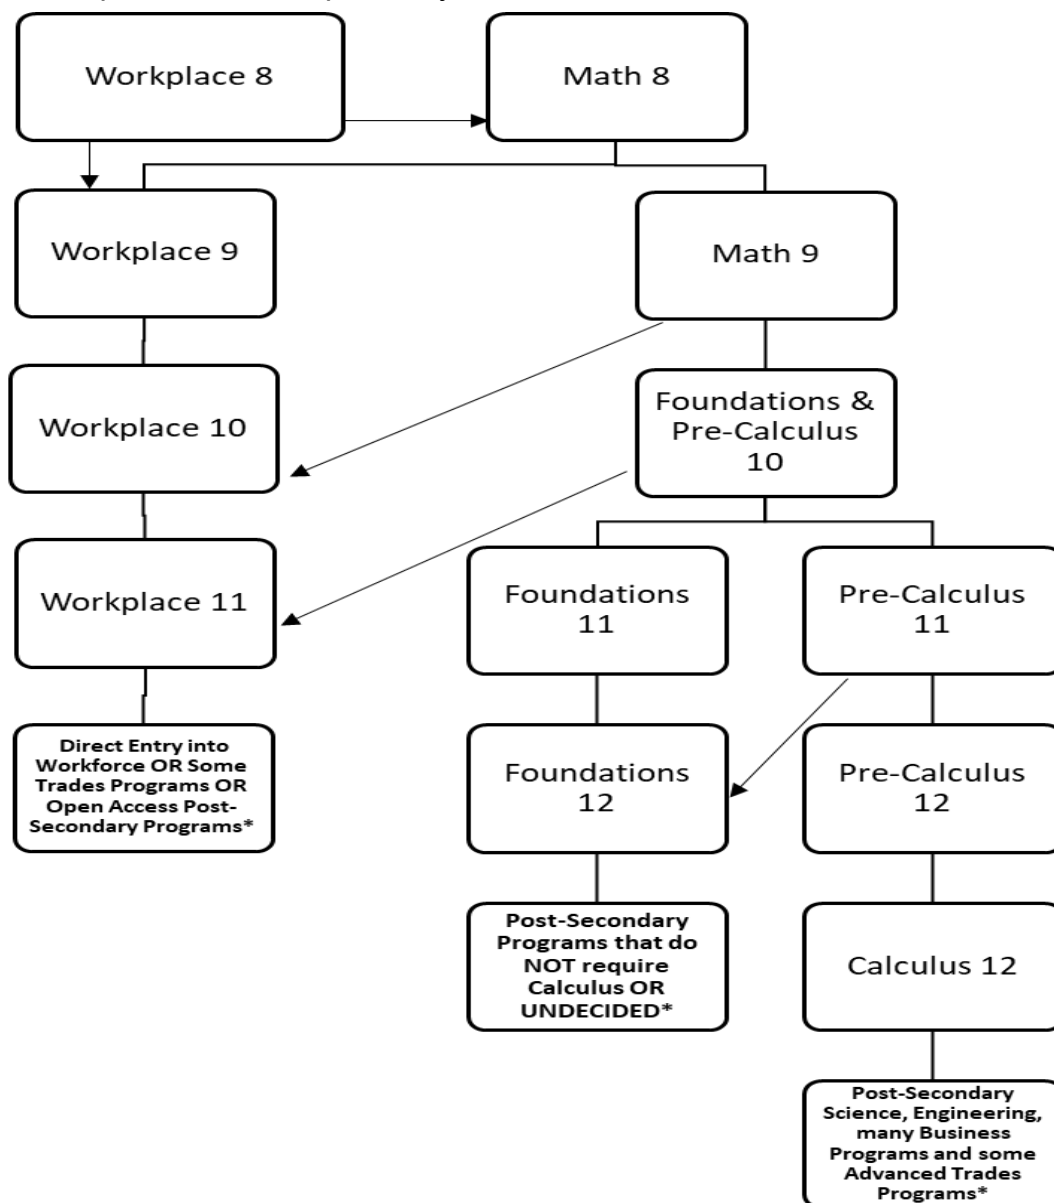 Workplace 8
Math 8
Workplace 9
Math 9
Workplace 10
Foundations &
Pre-Calculus
10
Workplace 11
Foundations
11
Pre-Calculus
11
Direct Entry into
Workforce OR Some
Trades Programs OR
Open Access Post-
Secondary Programs*
Foundations
12
Pre-Calculus
12
Post-Secondary
Programs that do
NOT require
Calculus OR
UNDECIDED*
Calculus 12
Post-Secondary
Science, Engineering,
many Business
Programs and some
Advanced Trades
Programs*